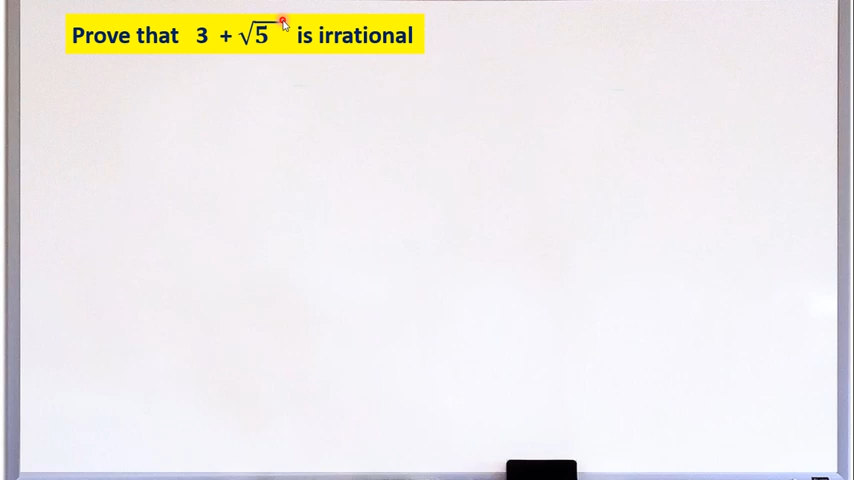 Prove that 3 + √5 is irrational